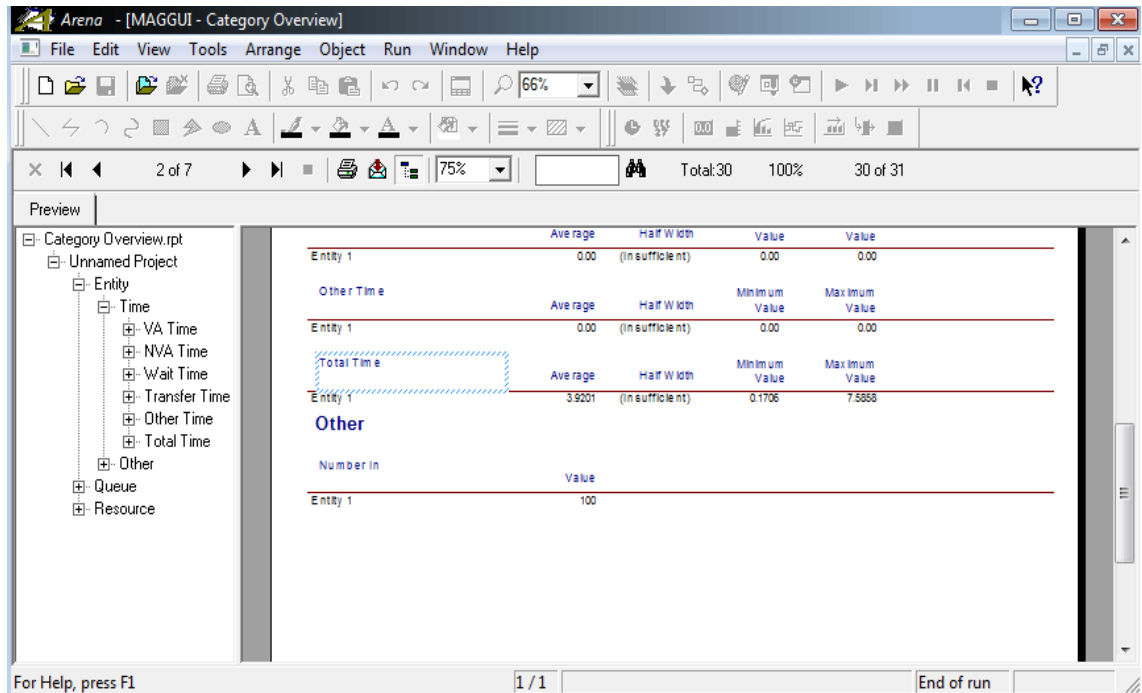 Arena - [MAGGUI - Category Overview]
File Edit View Tools Arrange Object Run Window Help
66%
2 of 7 75% Total:30 100% 30 of 31
Preview
Category Overview.rpt
Unnamed Project
Entity
Time
VA Time
NVA Time
Wait Time
Transfer Time
Other Time
Total Time
Other
Queue
Resource
Average Half Width Value Value
Entity 1 0.00 (Insufficient) 0.00 0.00
Other Time Average Half Width Minimum Value Maximum Value
Entity 1 0.00 (Insufficient) 0.00 0.00
Total Time Average Half Width Minimum Value Maximum Value
Entity 1 3.9201 (Insufficient) 0.1706 7.5858
Other
Number In Value
Entity 1 100
For Help, press F1 1 / 1 End of run